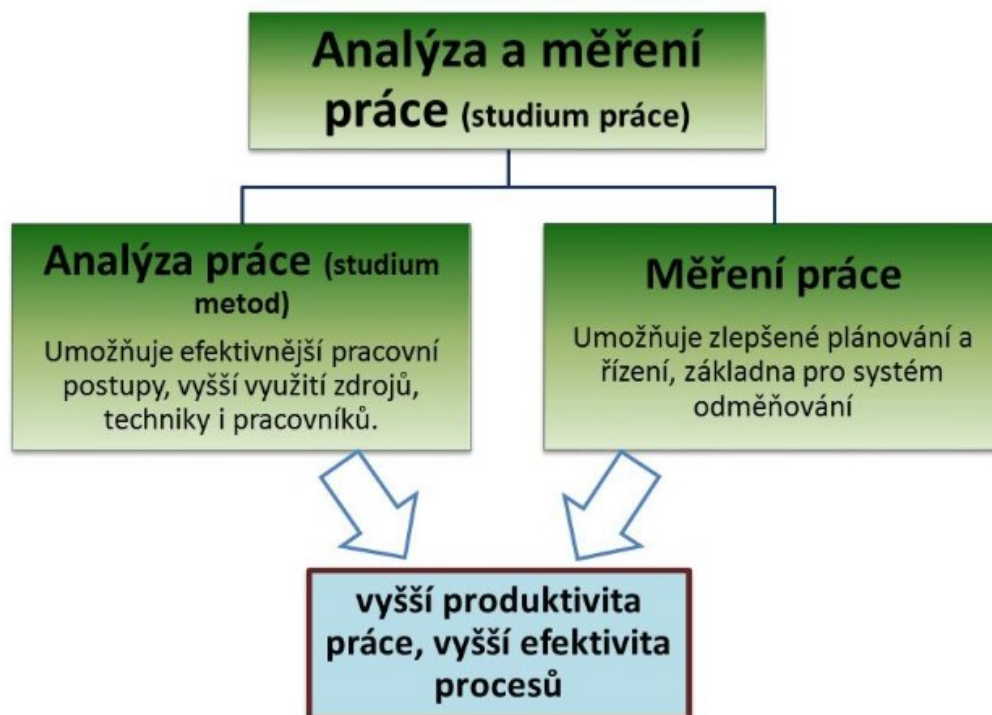 Analýza a měření
práce (studium práce)
Analýza práce (studium
metod)
Umožňuje efektivnější pracovní
postupy, vyšší využití zdrojů,
techniky i pracovníků.
Měření práce
Umožňuje zlepšené plánování a
řízení, základna pro systém
odměňování
vyšší produktivita
práce, vyšší efektivita
procesů